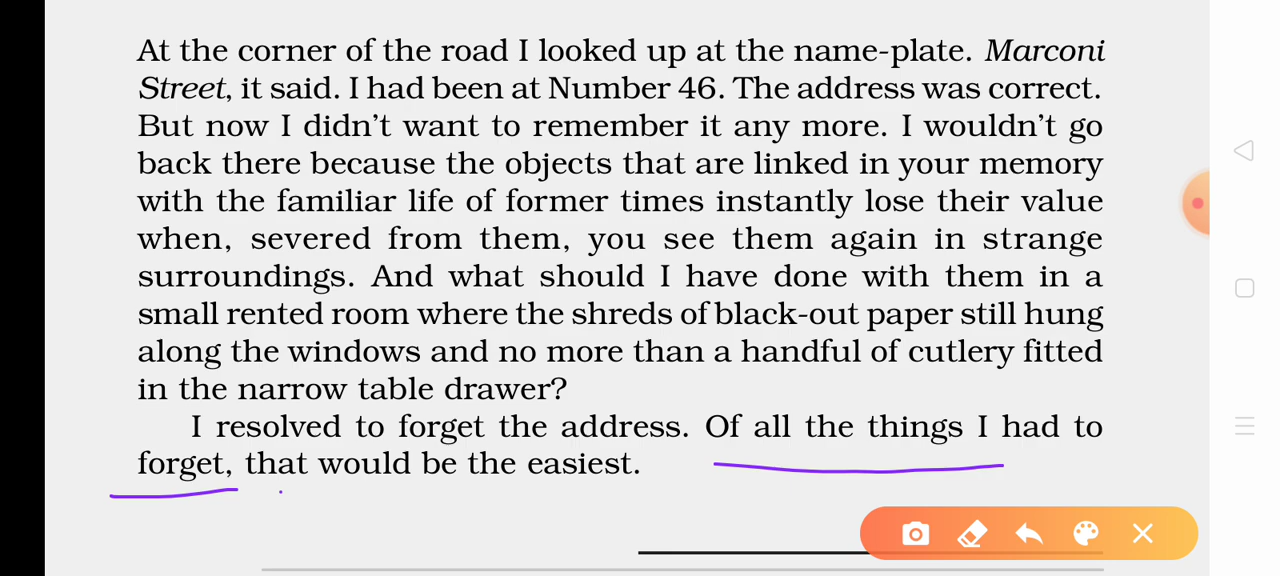 At the corner of the road I looked up at the name-plate. Marconi
Street, it said. I had been at Number 46. The address was correct.
But now I didn't want to remember it any more. I wouldn't go
back there because the objects that are linked in your memory
with the familiar life of former times instantly lose their value
when, severed from them, you see them again in strange
surroundings. And what should I have done with them in a
small rented room where the shreds of black-out paper still hung
along the windows and no more than a handful of cutlery fitted
in the narrow table drawer?
I resolved to forget the address. Of all the things I had to
forget, that would be the easiest.